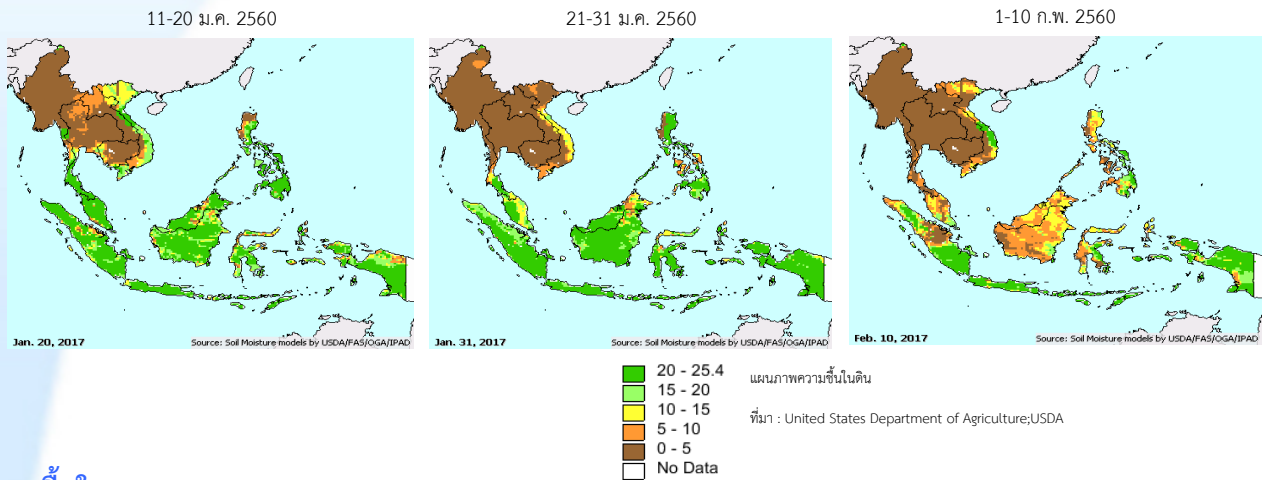 11-20 ม.ค. 2560
21-31 ม.ค. 2560
1-10 ก.พ. 2560
Jan. 20, 2017
Source: Soil Moisture models by USDA/FAS/OGA/IPAD
Jan. 31, 2017
Source: Soil Moisture models by USDA/FAS/OGA/IPAD
Feb. 10, 2017
Source: Soil Moisture models by USDA/FAS/OGA/IPAD
20 - 25.4
15 - 20
10 - 15
5 - 10
0 - 5
No Data
แผนภาพความชื้นในดิน
ที่มา : United States Department of Agriculture;USDA